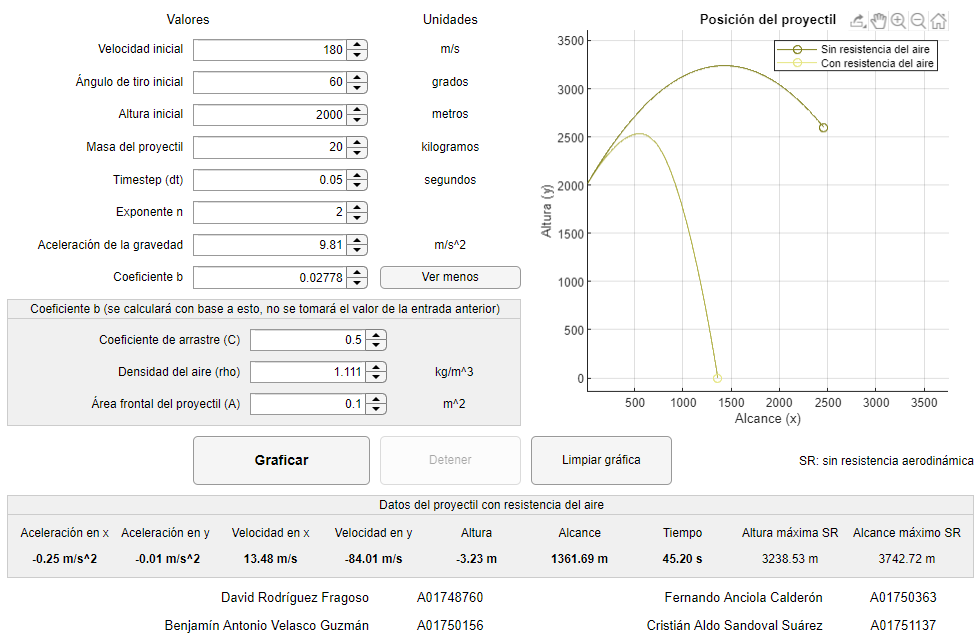 Valores Unidades
Velocidad inicial 180 m/s
Ángulo de tiro inicial 60 grados
Altura inicial 2000 metros
Masa del proyectil 20 kilogramos
Timestep (dt) 0.05 segundos
Exponente n 2
Aceleración de la gravedad 9.81 m/s^2
Coeficiente b 0.02778 Ver menos
Coeficiente b (se calculará con base a esto, no se tomará el valor de la entrada anterior)
Coeficiente de arrastre (C) 0.5
Densidad del aire (rho) 1.111 kg/m^3
Área frontal del proyectil (A) 0.1 m^2
Graficar Detener Limpiar gráfica
Posición del proyectil
Sin resistencia del aire
Con resistencia del aire
Altura (y)
3500
3000
2500
2000
1500
1000
500
0
500 1000 1500 2000 2500 3000 3500
Alcance (x)
SR: sin resistencia aerodinámica
Datos del proyectil con resistencia del aire
Aceleración en x Aceleración en y Velocidad en x Velocidad en y Altura Alcance Tiempo Altura máxima SR Alcance máximo SR
-0.25 m/s^2 -0.01 m/s^2 13.48 m/s -84.01 m/s -3.23 m 1361.69 m 45.20 s 3238.53 m 3742.72 m
David Rodríguez Fragoso A01748760 Fernando Anciola Calderón A01750363
Benjamín Antonio Velasco Guzmán A01750156 Cristián Aldo Sandoval Suárez A01751137